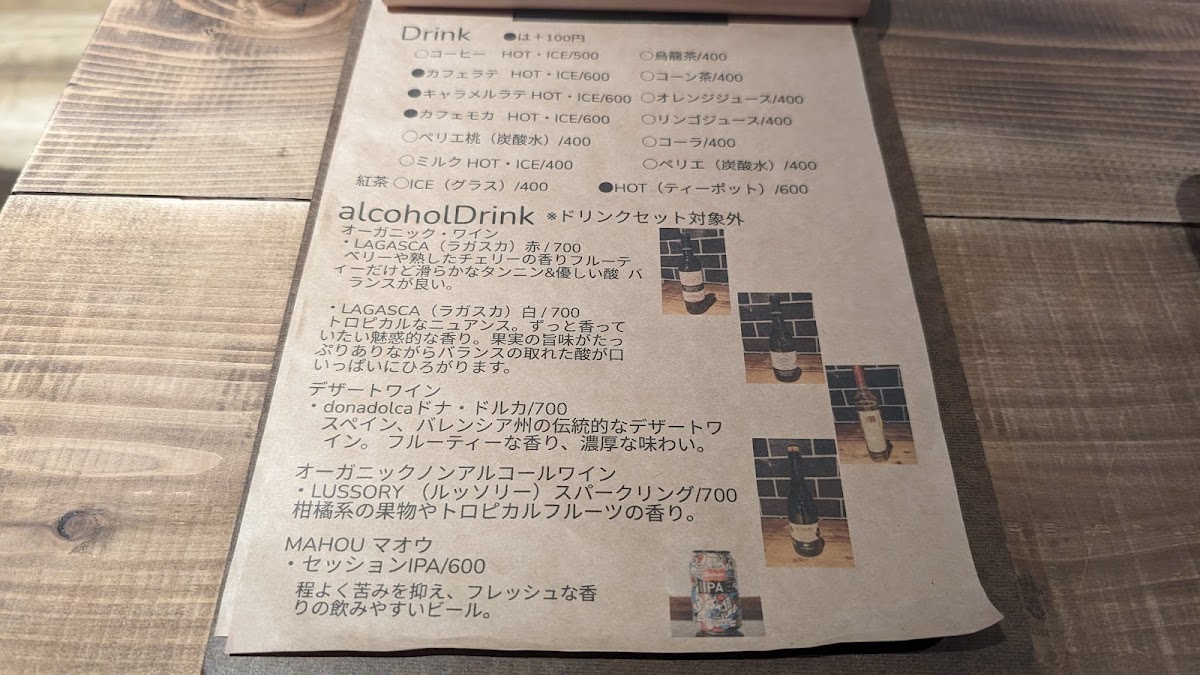 Drink ●は＋100円
○コーヒー HOT・ICE/500 ○烏龍茶/400
●カフェラテ HOT・ICE/600 ○コーン茶/400
●キャラメルラテ HOT・ICE/600 ○オレンジジュース/400
●カフェモカ HOT・ICE/600 ○リンゴジュース/400
○ペリエ桃（炭酸水）/400 ○コーラ/400
○ミルク HOT・ICE/400 ○ペリエ（炭酸水）/400
紅茶 ○ICE（グラス）/400 ●HOT（ティーポット）/600
alcoholDrink ※ドリンクセット対象外
オーガニック・ワイン
・LAGASCA（ラガスカ）赤 / 700
ベリーや熟したチェリーの香りフルーテ
ィーだけど滑らかなタンニン&優しい酸 バ
ランスが良い。
・LAGASCA（ラガスカ）白 / 700
トロピカルなニュアンス。ずっと香って
いたい魅惑的な香り。果実の旨味がたっ
ぷりありながらバランスの取れた酸が口
いっぱいにひろがります。
デザートワイン
・donadolcaドナ・ドルカ/700
スペイン、バレンシア州の伝統的なデザートワ
イン。 フルーティーな香り、濃厚な味わい。
オーガニックノンアルコールワイン
・LUSSORY （ルッソリー）スパークリング/700
柑橘系の果物やトロピカルフルーツの香り。
MAHOU マオウ
・セッションIPA/600
程よく苦みを抑え、フレッシュな香
りの飲みやすいビール。
IPA